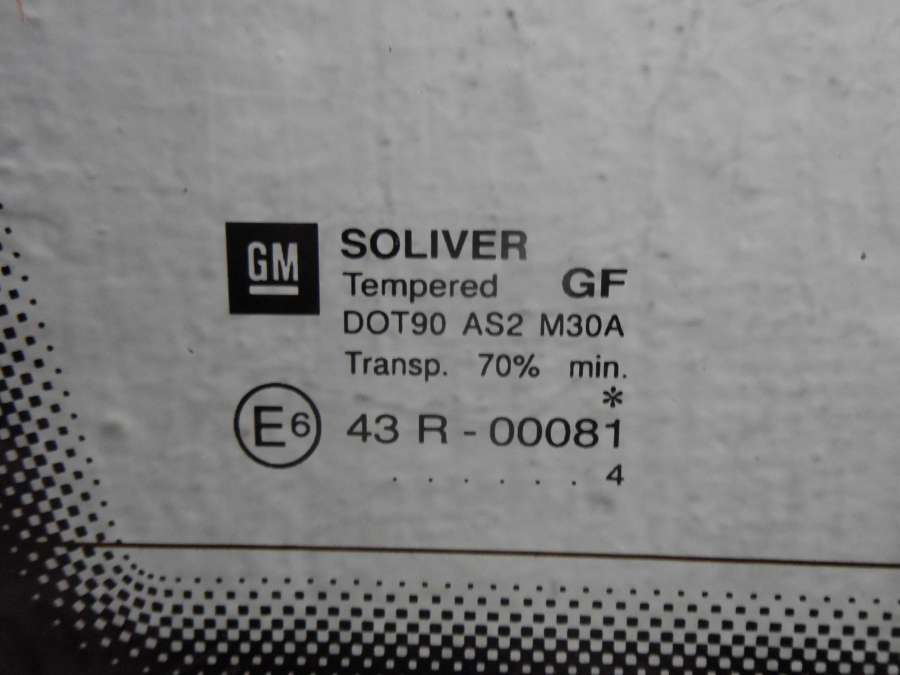 GM
SOLIVER
Tempered GF
DOT90 AS2 M30A
Transp. 70% min.
*
E6 43 R - 00081
. . . . . . . 4